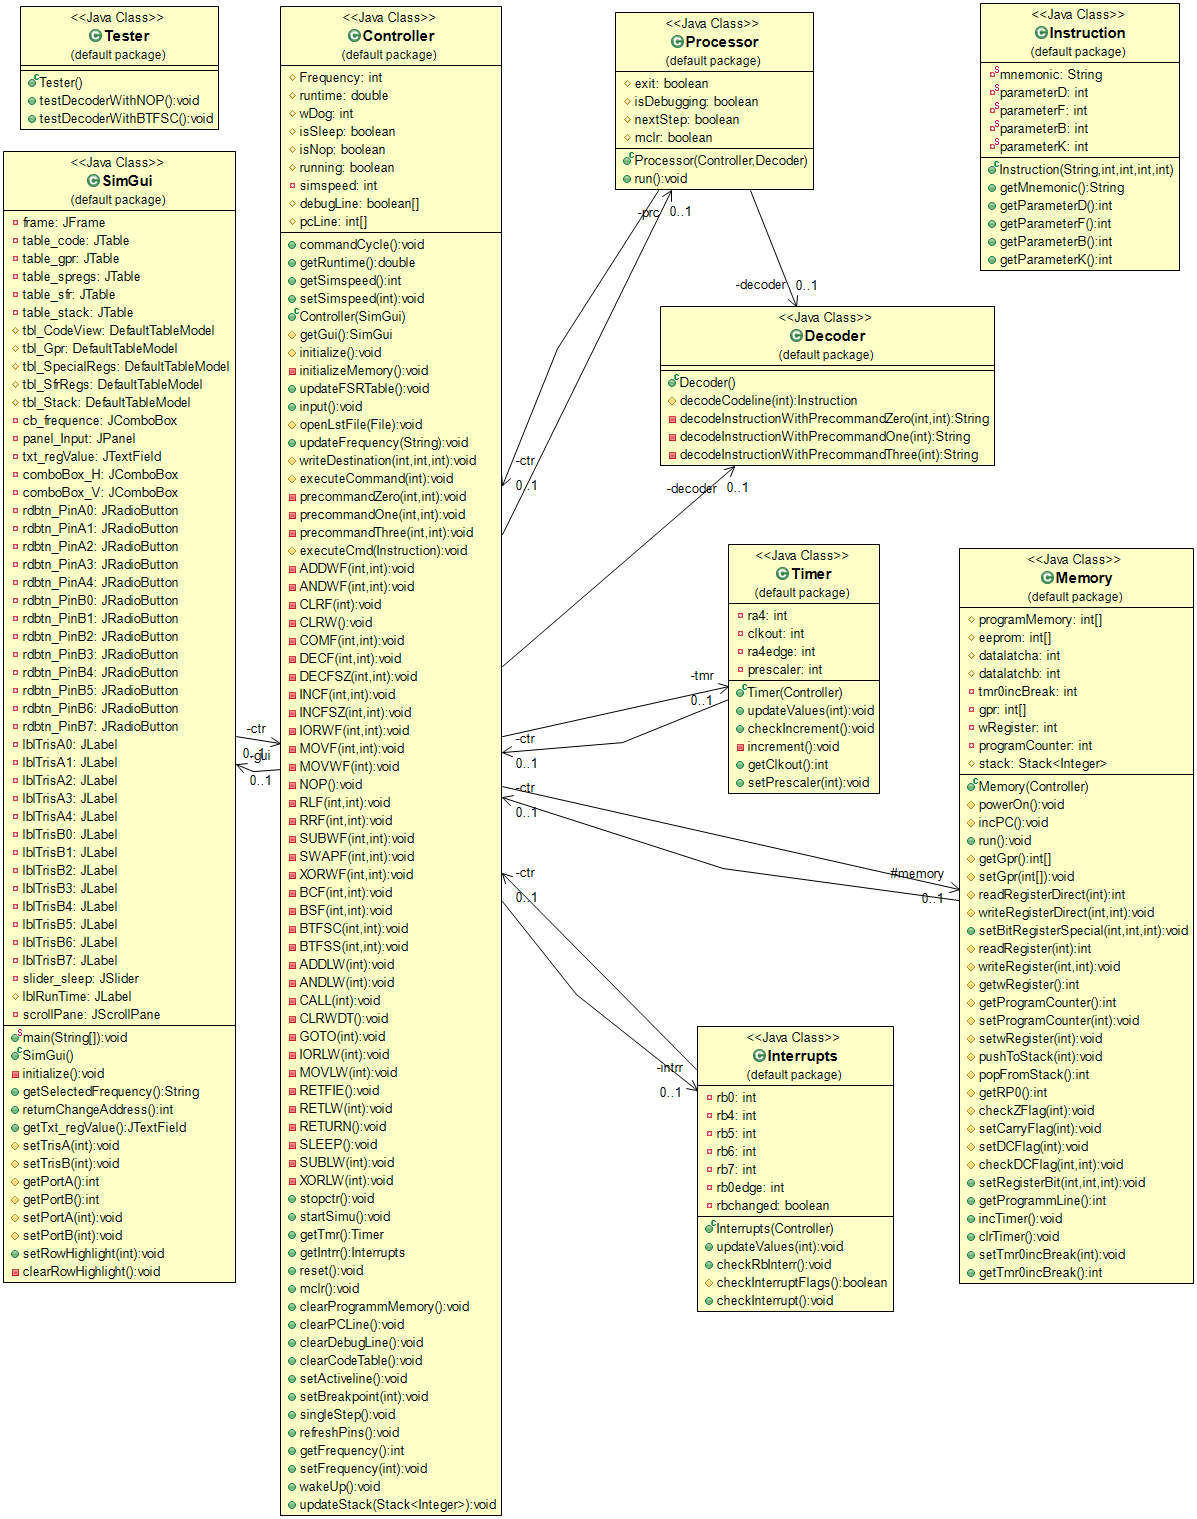 <<Java Class>>
Tester
(default package)
Tester()
testDecoderWithNOP():void
testDecoderWithBTFSC():void
<<Java Class>>
SimGui
(default package)
frame: JFrame
table_code: JTable
table_gpr: JTable
table_spregs: JTable
table_sfr: JTable
table_stack: JTable
tbl_CodeView: DefaultTableModel
tbl_Gpr: DefaultTableModel
tbl_SpecialRegs: DefaultTableModel
tbl_SfrRegs: DefaultTableModel
tbl_Stack: DefaultTableModel
cb_frequence: JComboBox
panel_Input: JPanel
txt_regValue: JTextField
comboBox_H: JComboBox
comboBox_V: JComboBox
rdbtn_PinA0: JRadioButton
rdbtn_PinA1: JRadioButton
rdbtn_PinA2: JRadioButton
rdbtn_PinA3: JRadioButton
rdbtn_PinA4: JRadioButton
rdbtn_PinB0: JRadioButton
rdbtn_PinB1: JRadioButton
rdbtn_PinB2: JRadioButton
rdbtn_PinB3: JRadioButton
rdbtn_PinB4: JRadioButton
rdbtn_PinB5: JRadioButton
rdbtn_PinB6: JRadioButton
rdbtn_PinB7: JRadioButton
lblTrisA0: JLabel
lblTrisA1: JLabel
lblTrisA2: JLabel
lblTrisA3: JLabel
lblTrisA4: JLabel
lblTrisB0: JLabel
lblTrisB1: JLabel
lblTrisB2: JLabel
lblTrisB3: JLabel
lblTrisB4: JLabel
lblTrisB5: JLabel
lblTrisB6: JLabel
lblTrisB7: JLabel
slider_sleep: JSlider
lblRunTime: JLabel
scrollPane: JScrollPane
main(String[]):void
SimGui()
initialize():void
getSelectedFrequency():String
returnChangeAddress():int
getTxt_regValue():JTextField
setTrisA(int):void
setTrisB(int):void
getPortA():int
getPortB():int
setPortA(int):void
setPortB(int):void
setRowHighlight(int):void
clearRowHighlight():void
-ctr
0..1
-gui
0..1
<<Java Class>>
Controller
(default package)
Frequency: int
runtime: double
wDog: int
isSleep: boolean
isNop: boolean
running: boolean
simspeed: int
debugLine: boolean[]
pcLine: int[]
commandCycle():void
getRuntime():double
getSimspeed():int
setSimspeed(int):void
Controller(SimGui)
getGui():SimGui
initialize():void
initializeMemory():void
updateFSRTable():void
input():void
openLstFile(File):void
updateFrequency(String):void
writeDestination(int,int,int):void
executeCommand(int):void
precommandZero(int,int):void
precommandOne(int,int):void
precommandThree(int,int):void
executeCmd(Instruction):void
ADDWF(int,int):void
ANDWF(int,int):void
CLRF(int):void
CLRW():void
COMF(int,int):void
DECF(int,int):void
DECFSZ(int,int):void
INCF(int,int):void
INCFSZ(int,int):void
IORWF(int,int):void
MOVF(int,int):void
MOVWF(int):void
NOP():void
RLF(int,int):void
RRF(int,int):void
SUBWF(int,int):void
SWAPF(int,int):void
XORWF(int,int):void
BCF(int,int):void
BSF(int,int):void
BTFSC(int,int):void
BTFSS(int,int):void
ADDLW(int):void
ANDLW(int):void
CALL(int):void
CLRWDT():void
GOTO(int):void
IORLW(int):void
MOVLW(int):void
RETFIE():void
RETLW(int):void
RETURN():void
SLEEP():void
SUBLW(int):void
XORLW(int):void
stopctr():void
startSimu():void
getTmr():Timer
getIntrr():Interrupts
reset():void
mclr():void
clearProgrammMemory():void
clearPCLine():void
clearDebugLine():void
clearCodeTable():void
setActiveline():void
setBreakpoint(int):void
singleStep():void
refreshPins():void
getFrequency():int
setFrequency(int):void
wakeUp():void
updateStack(Stack<Integer>):void
<<Java Class>>
Processor
(default package)
exit: boolean
isDebugging: boolean
nextStep: boolean
mclr: boolean
Processor(Controller,Decoder)
run():void
-prc 0..1
-decoder 0..1
-ctr
0..1
<<Java Class>>
Decoder
(default package)
Decoder()
decodeCodeline(int):Instruction
decodeInstructionWithPrecommandZero(int,int):String
decodeInstructionWithPrecommandOne(int):String
decodeInstructionWithPrecommandThree(int):String
-decoder 0..1
<<Java Class>>
Instruction
(default package)
mnemonic: String
parameterD: int
parameterF: int
parameterB: int
parameterK: int
Instruction(String,int,int,int,int)
getMnemonic():String
getParameterD():int
getParameterF():int
getParameterB():int
getParameterK():int
<<Java Class>>
Timer
(default package)
ra4: int
clkout: int
ra4edge: int
prescaler: int
Timer(Controller)
updateValues(int):void
checkIncrement():void
increment():void
getClkout():int
setPrescaler(int):void
-tmr
0..1
-ctr
0..1
-ctr
0..1
#memory
0..1
<<Java Class>>
Memory
(default package)
programMemory: int[]
eeprom: int[]
datalatcha: int
datalatchb: int
tmr0incBreak: int
gpr: int[]
wRegister: int
programCounter: int
stack: Stack<Integer>
Memory(Controller)
powerOn():void
incPC():void
run():void
getGpr():int[]
setGpr(int[]):void
readRegisterDirect(int):int
writeRegisterDirect(int,int):void
setBitRegisterSpecial(int,int,int):void
readRegister(int):int
writeRegister(int,int):void
getwRegister():int
getProgramCounter():int
setProgramCounter(int):void
setwRegister(int):void
pushToStack(int):void
popFromStack():int
getRP0():int
checkZFlag(int):void
setCarryFlag(int):void
setDCFlag(int):void
checkDCFlag(int,int):void
setRegisterBit(int,int,int):void
getProgrammLine():int
incTimer():void
clrTimer():void
setTmr0incBreak(int):void
getTmr0incBreak():int
-ctr
0..1
-intrr
0..1
<<Java Class>>
Interrupts
(default package)
rb0: int
rb4: int
rb5: int
rb6: int
rb7: int
rb0edge: int
rbchanged: boolean
Interrupts(Controller)
updateValues(int):void
checkRbIntr():void
checkInterruptFlags():boolean
checkInterrupt():void